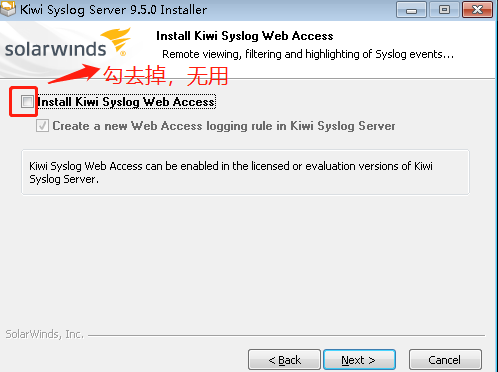 Kiwi Syslog Server 9.5.0 Installer
solarwinds
Install Kiwi Syslog Web Access
Remote viewing, filtering and highlighting of Syslog events...
勾去掉，无用
Install Kiwi Syslog Web Access
Create a new Web Access logging rule in Kiwi Syslog Server
Kiwi Syslog Web Access can be enabled in the licensed or evaluation versions of Kiwi
Syslog Server.
SolarWinds, Inc.
< Back
Next >
Cancel